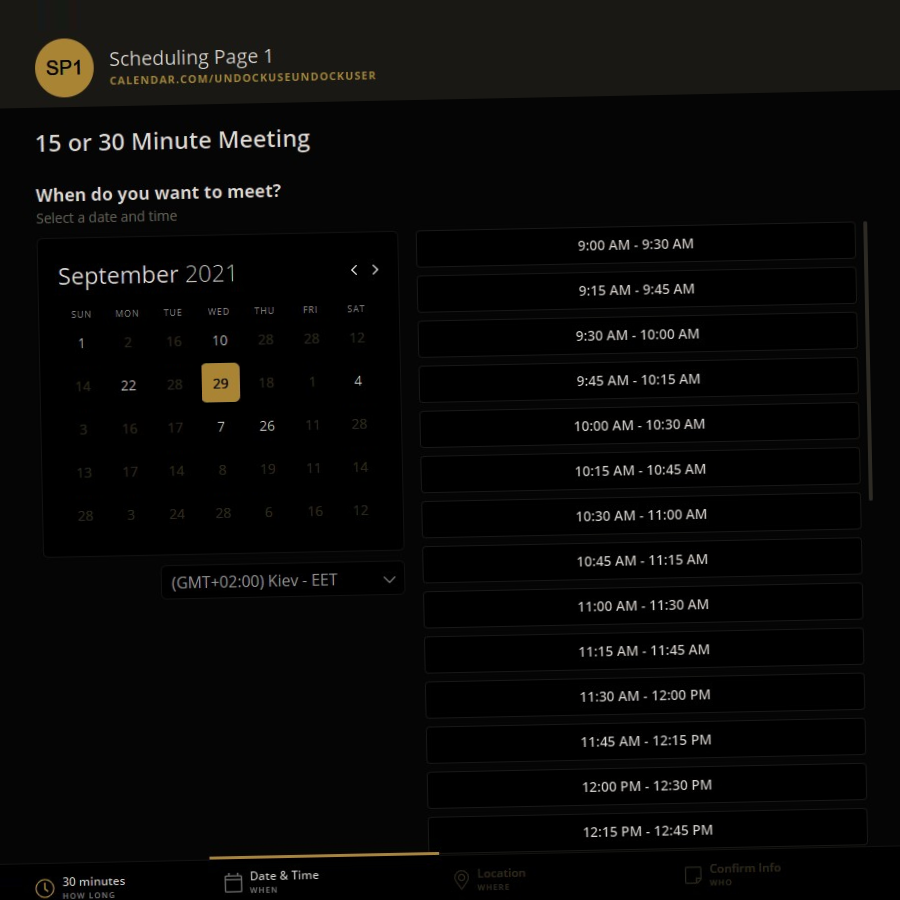 SP1
Scheduling Page 1
CALENDAR.COM/UNDOCKUSEUNDOCKUSER
15 or 30 Minute Meeting
When do you want to meet?
Select a date and time
September 2021
SUN MON TUE WED THU FRI SAT
1 2 16 10 28 28 12
14 22 28 29 18 1 4
3 16 17 7 26 11 28
13 17 14 8 19 11 14
28 3 24 28 6 16 12
(GMT+02:00) Kiev - EET
9:00 AM - 9:30 AM
9:15 AM - 9:45 AM
9:30 AM - 10:00 AM
9:45 AM - 10:15 AM
10:00 AM - 10:30 AM
10:15 AM - 10:45 AM
10:30 AM - 11:00 AM
10:45 AM - 11:15 AM
11:00 AM - 11:30 AM
11:15 AM - 11:45 AM
11:30 AM - 12:00 PM
11:45 AM - 12:15 PM
12:00 PM - 12:30 PM
12:15 PM - 12:45 PM
30 minutes
HOW LONG
Date & Time
WHEN
Location
WHERE
Confirm Info
WHO